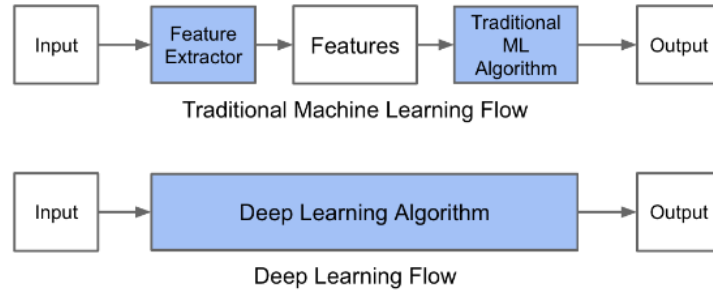 Input
Feature
Extractor
Features
Traditional
ML
Algorithm
Output
Traditional Machine Learning Flow
Input
Deep Learning Algorithm
Output
Deep Learning Flow